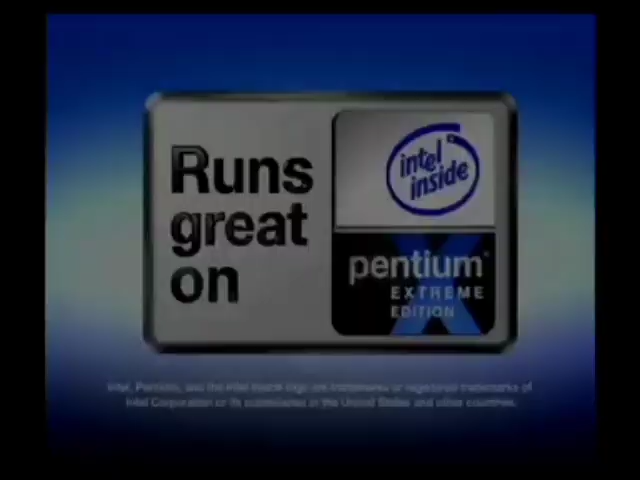 Runs
great
on
intel
inside
pentium®
EXTREME
EDITION
Intel, Pentium, and the Intel Inside logo are trademarks or registered trademarks of
Intel Corporation or its subsidiaries in the United States and other countries.